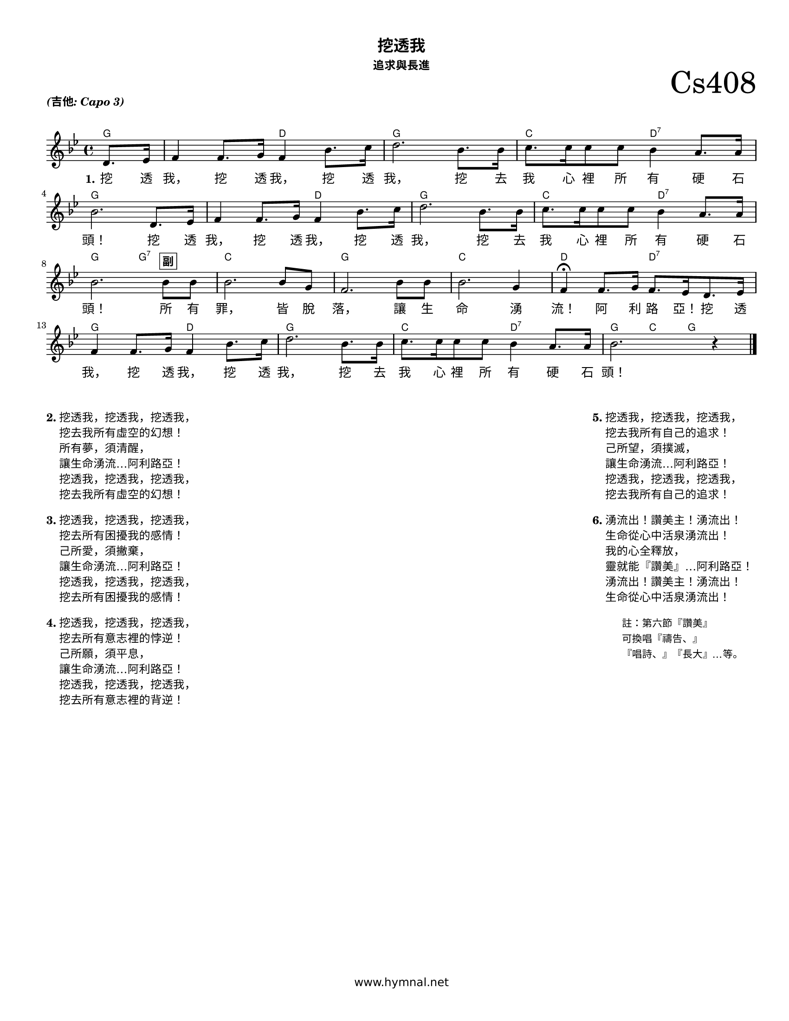 挖透我
追求與長進
Cs408
(吉他: Capo 3)
G D G C D7
1. 挖 透 我， 挖 透 我， 挖 透 我， 挖 去 我 心 裡 所 有 硬 石
4 G D G C D7
頭！ 挖 透 我， 挖 透 我， 挖 透 我， 挖 去 我 心 裡 所 有 硬 石
8 G G7 副 C G C D D7
頭！ 所 有 罪， 皆 脫 落， 讓 生 命 湧 流！ 阿 利 路 亞！ 挖 透
13 G D G C D7 G C G
我， 挖 透 我， 挖 透 我， 挖 去 我 心 裡 所 有 硬 石 頭！
2. 挖透我，挖透我，挖透我，
挖去我所有虛空的幻想！
所有夢，須清醒，
讓生命湧流…阿利路亞！
挖透我，挖透我，挖透我，
挖去我所有虛空的幻想！
3. 挖透我，挖透我，挖透我，
挖去所有困擾我的感情！
己所愛，須撇棄，
讓生命湧流…阿利路亞！
挖透我，挖透我，挖透我，
挖去所有困擾我的感情！
4. 挖透我，挖透我，挖透我，
挖去所有意志裡的悖逆！
己所願，須平息，
讓生命湧流…阿利路亞！
挖透我，挖透我，挖透我，
挖去所有意志裡的背逆！
5. 挖透我，挖透我，挖透我，
挖去我所有自己的追求！
己所望，須撲滅，
讓生命湧流…阿利路亞！
挖透我，挖透我，挖透我，
挖去我所有自己的追求！
6. 湧流出！讚美主！湧流出！
生命從心中活泉湧流出！
我的心全釋放，
靈就能『讚美』…阿利路亞！
湧流出！讚美主！湧流出！
生命從心中活泉湧流出！
註：第六節『讚美』
可換唱『禱告、』
『唱詩、』『長大』…等。
www.hymnal.net